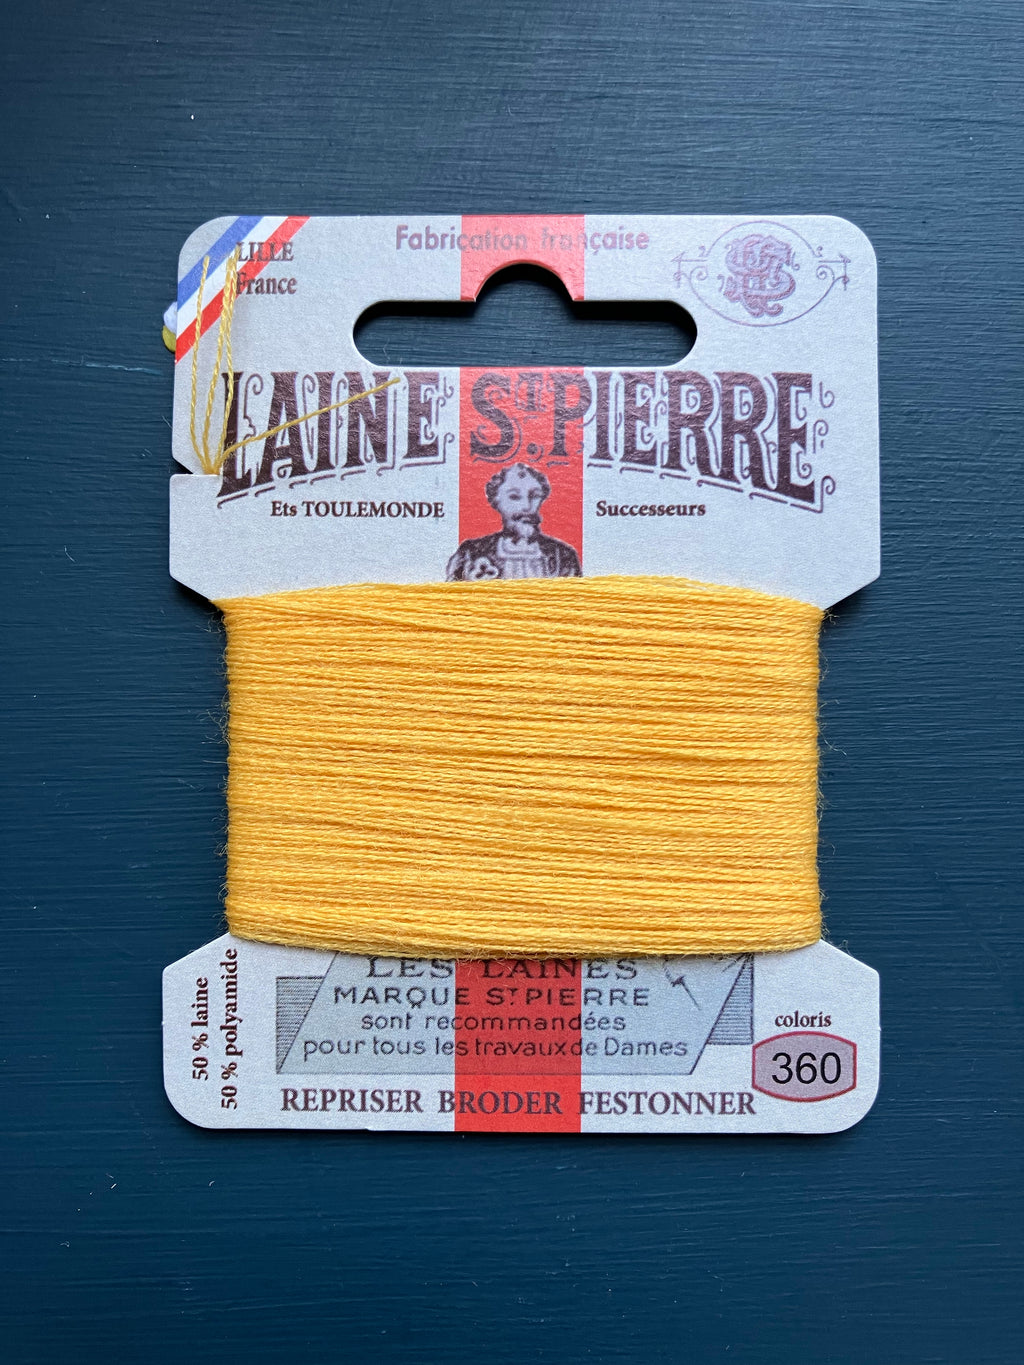 Fabrication française
LILLE
France
LAINE ST. PIERRE
Ets TOULEMONDE Successeurs
LES LAINES
MARQUE ST PIERRE
sont recommandées
pour tous les travaux de Dames
REPRISER BRODER FESTONNER
50 % laine
50 % polyamide
coloris
360